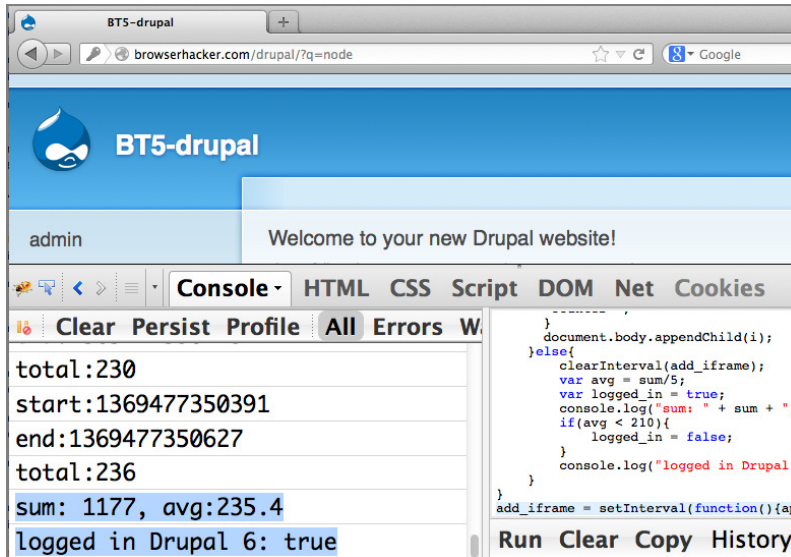 BT5-drupal
browserhacker.com/drupal/?q=node
Google
BT5-drupal
admin
Welcome to your new Drupal website!
Console HTML CSS Script DOM Net Cookies
Clear Persist Profile All Errors
total:230
start:1369477350391
end:1369477350627
total:236
sum: 1177, avg:235.4
logged in Drupal 6: true
}
document.body.appendChild(i);
}else{
clearInterval(add_iframe);
var avg = sum/5;
var logged_in = true;
console.log("sum: " + sum + "
if(avg < 210){
logged_in = false;
}
console.log("logged in Drupal
}
}
add_iframe = setInterval(function(){ap
Run Clear Copy History